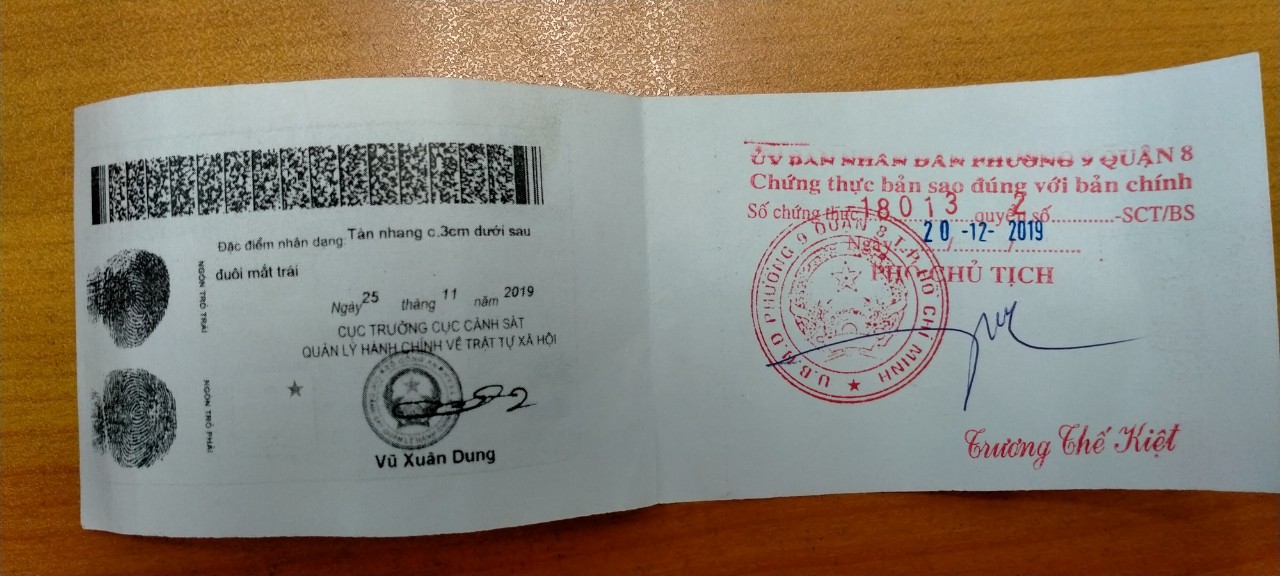 Đặc điểm nhân dạng: Tàn nhang c.3cm dưới sau
đuôi mắt trái
NGÓN TRỎ TRÁI
Ngày 25 tháng 11 năm 2019
CỤC TRƯỞNG CỤC CẢNH SÁT
QUẢN LÝ HÀNH CHÍNH VỀ TRẬT TỰ XÃ HỘI
NGÓN TRỎ PHẢI
Vũ Xuân Dung
ỦY BAN NHÂN DÂN PHƯỜNG 9 QUẬN 8
Chứng thực bản sao đúng với bản chính
Số chứng thực 18013 quyển số 2 -SCT/BS
Ngày 20-12-2019
PHÓ CHỦ TỊCH
U.B.N.D PHƯỜNG 9 QUẬN 8 T.P HỒ CHÍ MINH
Trương Thế Kiệt